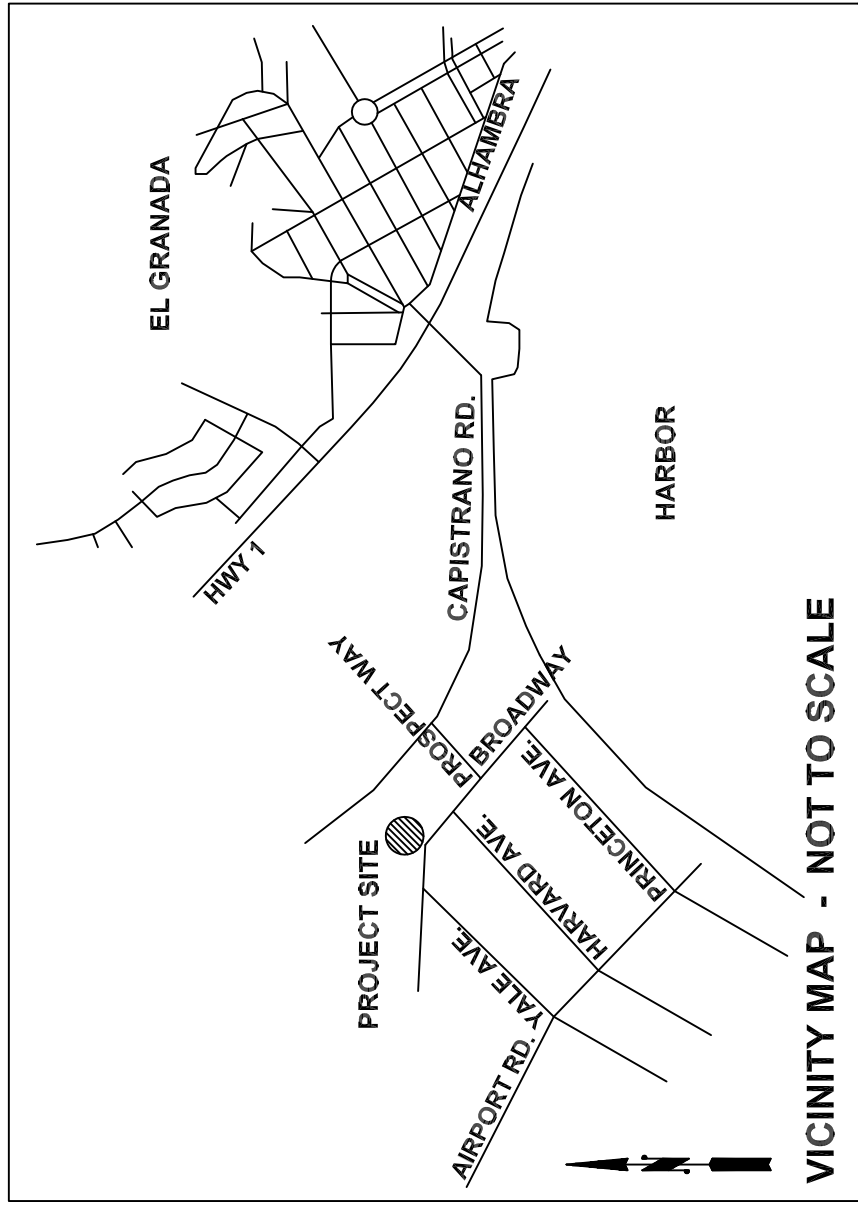 EL GRANADA
ALHAMBRA
HWY 1
CAPISTRANO RD.
HARBOR
PROSPECT WAY
BROADWAY
PROJECT SITE
PRINCETON AVE.
HARVARD AVE.
YALE AVE.
AIRPORT RD.
VICINITY MAP - NOT TO SCALE